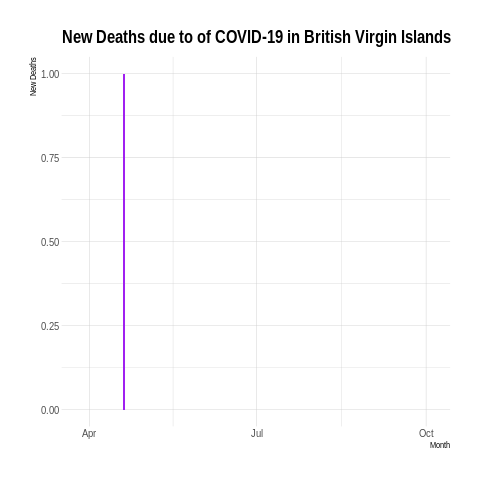 New Deaths due to of COVID-19 in British Virgin Islands
New Deaths
1.00
0.75
0.50
0.25
0.00
Apr Jul Oct
Month